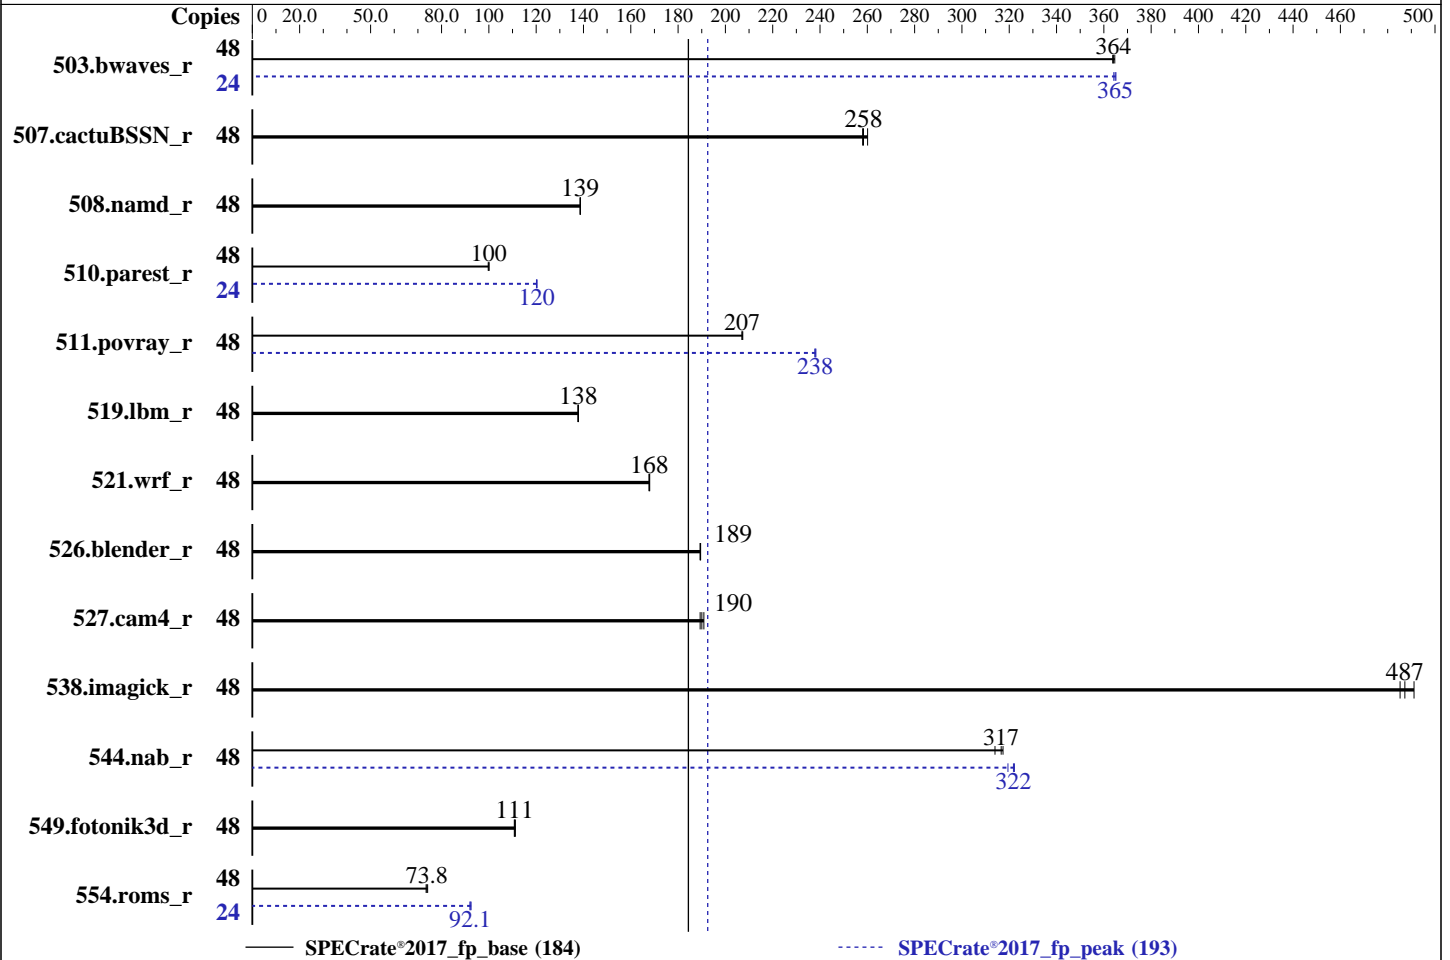 Copies 0 20.0 50.0 80.0 100 120 140 160 180 200 220 240 260 280 300 320 340 360 380 400 420 440 460 500
503.bwaves_r 48 364
24 365
507.cactuBSSN_r 48 258
508.namd_r 48 139
510.parest_r 48 100
24 120
511.povray_r 48 207
238
519.lbm_r 48 138
521.wrf_r 48 168
526.blender_r 48 189
527.cam4_r 48 190
538.imagick_r 48 487
544.nab_r 48 317
322
549.fotonik3d_r 48 111
554.roms_r 48 73.8
24 92.1
SPECrate®2017_fp_base (184) SPECrate®2017_fp_peak (193)